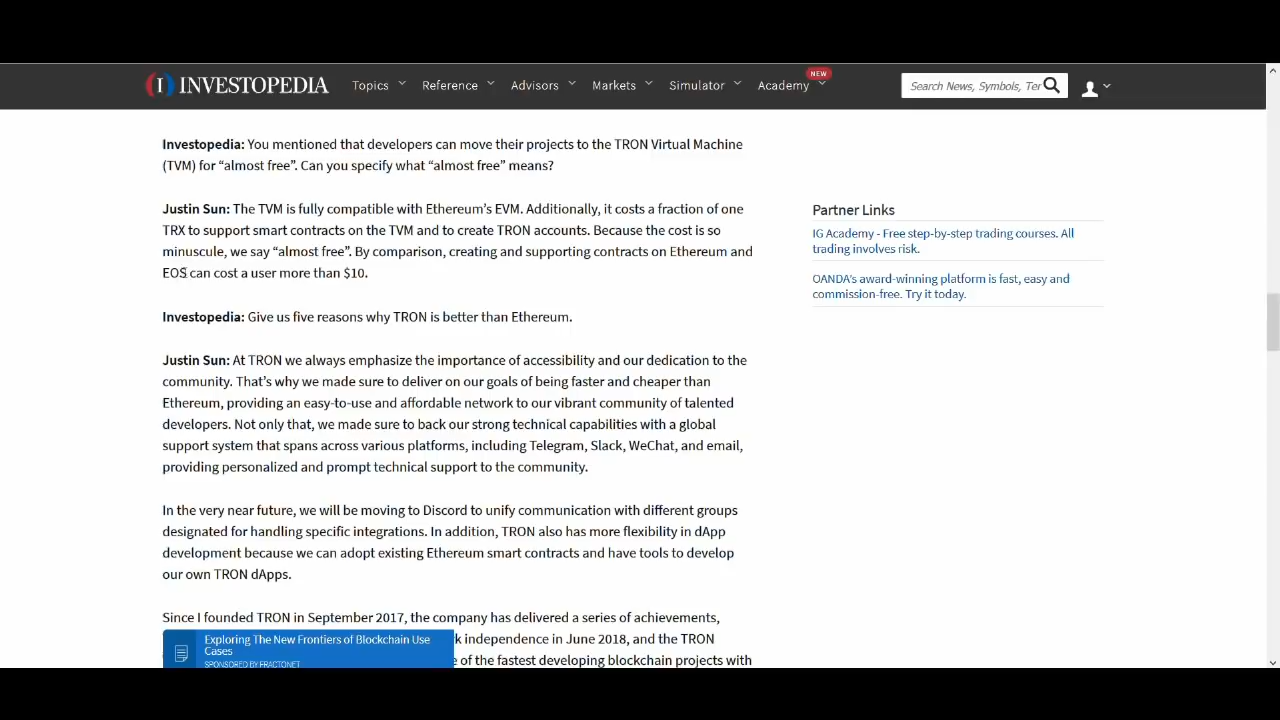 INVESTOPEDIA Topics Reference Advisors Markets Simulator Academy NEW Search News, Symbols, Ter
Investopedia: You mentioned that developers can move their projects to the TRON Virtual Machine
(TVM) for “almost free”. Can you specify what “almost free” means?
Justin Sun: The TVM is fully compatible with Ethereum’s EVM. Additionally, it costs a fraction of one
TRX to support smart contracts on the TVM and to create TRON accounts. Because the cost is so
minuscule, we say “almost free”. By comparison, creating and supporting contracts on Ethereum and
EOS can cost a user more than $10.
Investopedia: Give us five reasons why TRON is better than Ethereum.
Justin Sun: At TRON we always emphasize the importance of accessibility and our dedication to the
community. That’s why we made sure to deliver on our goals of being faster and cheaper than
Ethereum, providing an easy-to-use and affordable network to our vibrant community of talented
developers. Not only that, we made sure to back our strong technical capabilities with a global
support system that spans across various platforms, including Telegram, Slack, WeChat, and email,
providing personalized and prompt technical support to the community.
In the very near future, we will be moving to Discord to unify communication with different groups
designated for handling specific integrations. In addition, TRON also has more flexibility in dApp
development because we can adopt existing Ethereum smart contracts and have tools to develop
our own TRON dApps.
Since I founded TRON in September 2017, the company has delivered a series of achievements,
k independence in June 2018, and the TRON
e of the fastest developing blockchain projects with
Exploring The New Frontiers of Blockchain Use
Cases
SPONSORED BY FRACTONET
Partner Links
IG Academy - Free step-by-step trading courses. All
trading involves risk.
OANDA’s award-winning platform is fast, easy and
commission-free. Try it today.